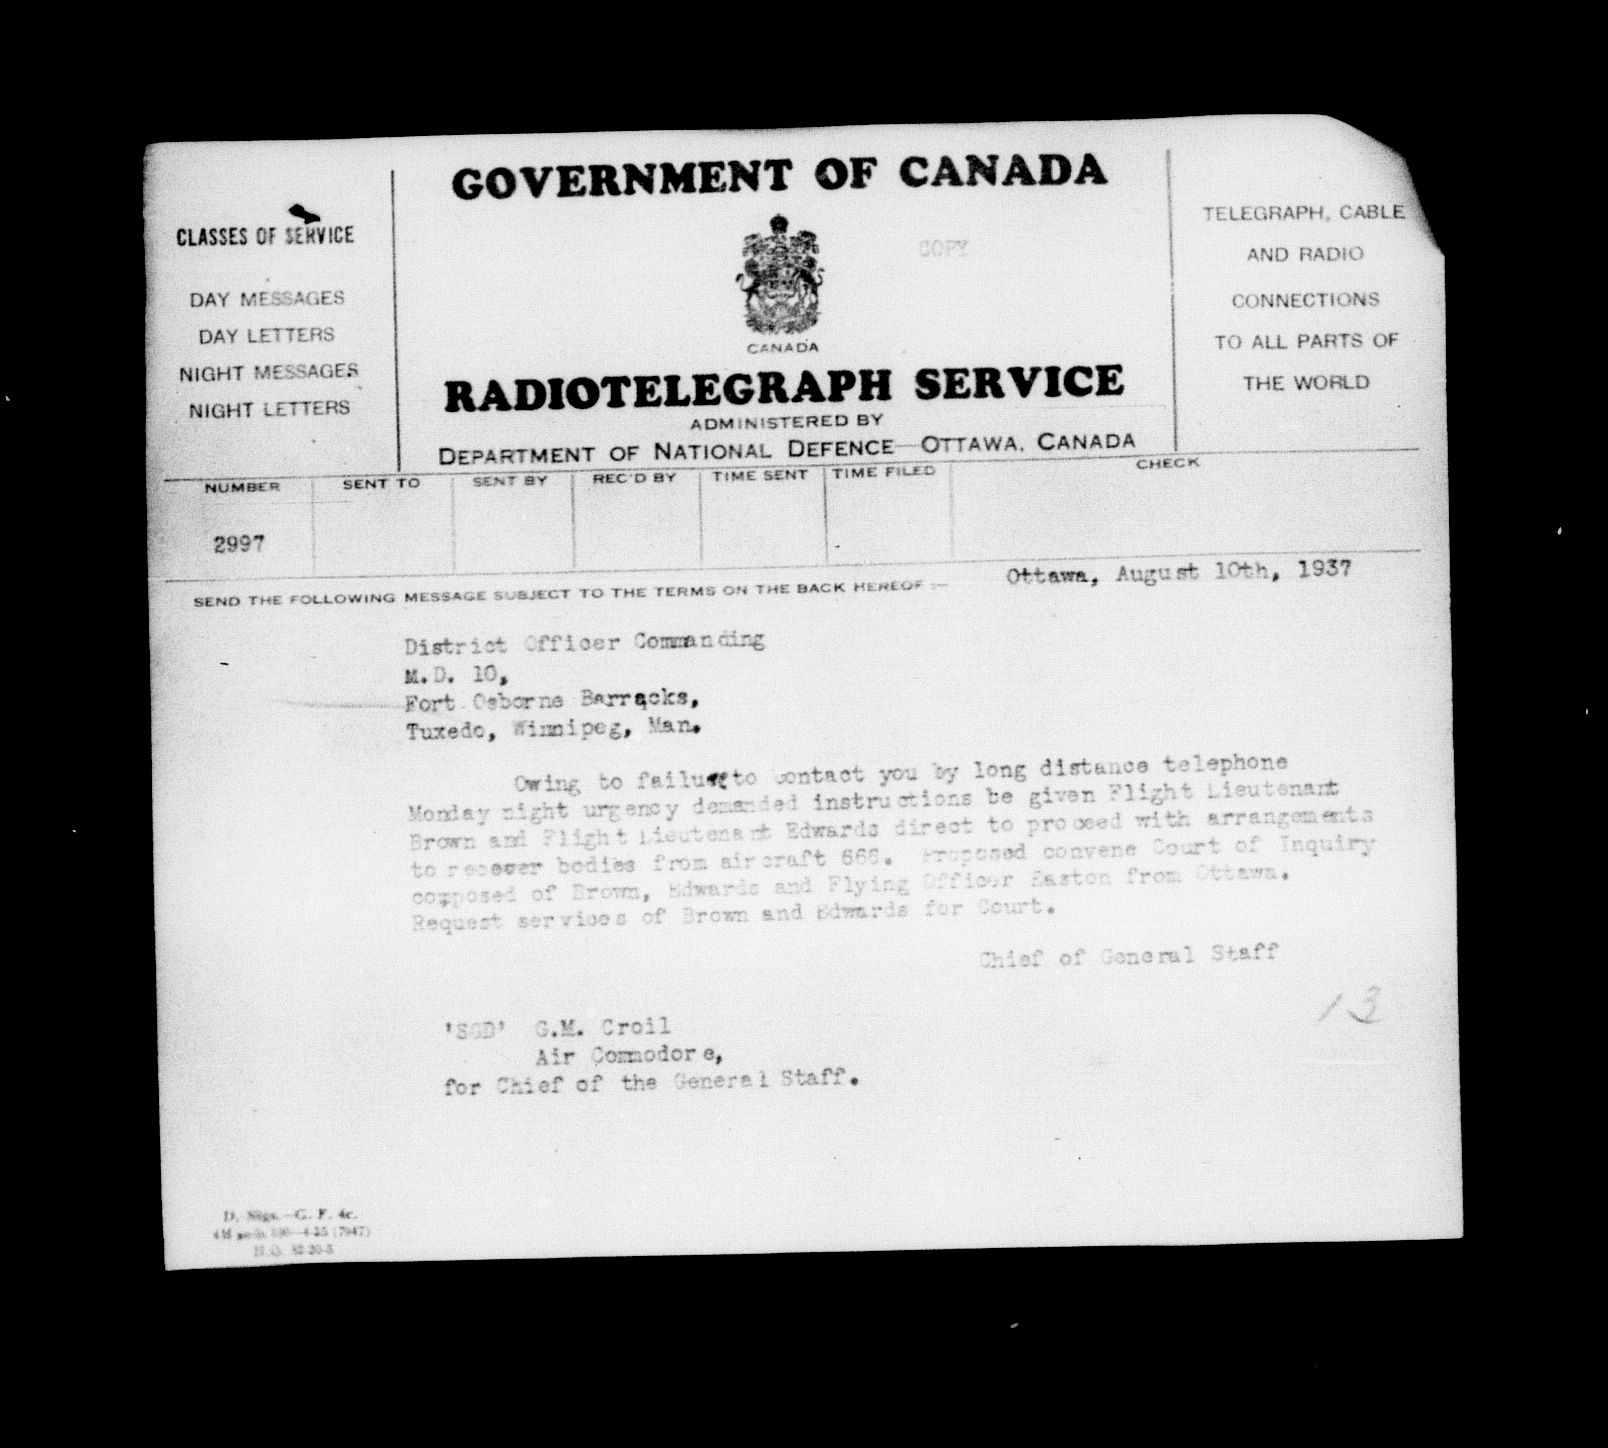 GOVERNMENT OF CANADA
COPY
CANADA
RADIOTELEGRAPH SERVICE
ADMINISTERED BY
DEPARTMENT OF NATIONAL DEFENCE—OTTAWA, CANADA
CLASSES OF SERVICE
DAY MESSAGES
DAY LETTERS
NIGHT MESSAGES
NIGHT LETTERS
TELEGRAPH, CABLE
AND RADIO
CONNECTIONS
TO ALL PARTS OF
THE WORLD
NUMBER SENT TO SENT BY REC'D BY TIME SENT TIME FILED CHECK
2997
Ottawa, August 10th, 1937
SEND THE FOLLOWING MESSAGE SUBJECT TO THE TERMS ON THE BACK HEREOF :—
District Officer Commanding
M.D. 10,
Fort Osborne Barracks,
Tuxedo, Winnipeg, Man.
Owing to failure to contact you by long distance telephone
Monday night urgency demanded instructions be given Flight Lieutenant
Brown and Flight Lieutenant Edwards direct to proceed with arrangements
to recover bodies from aircraft 666. Proposed convene Court of Inquiry
composed of Brown, Edwards and Flying Officer Easton from Ottawa.
Request services of Brown and Edwards for Court.
Chief of General Staff
13
'SGD' G.M. Croil
Air Commodore,
for Chief of the General Staff.
D. Sigs.—G. F. 4c.